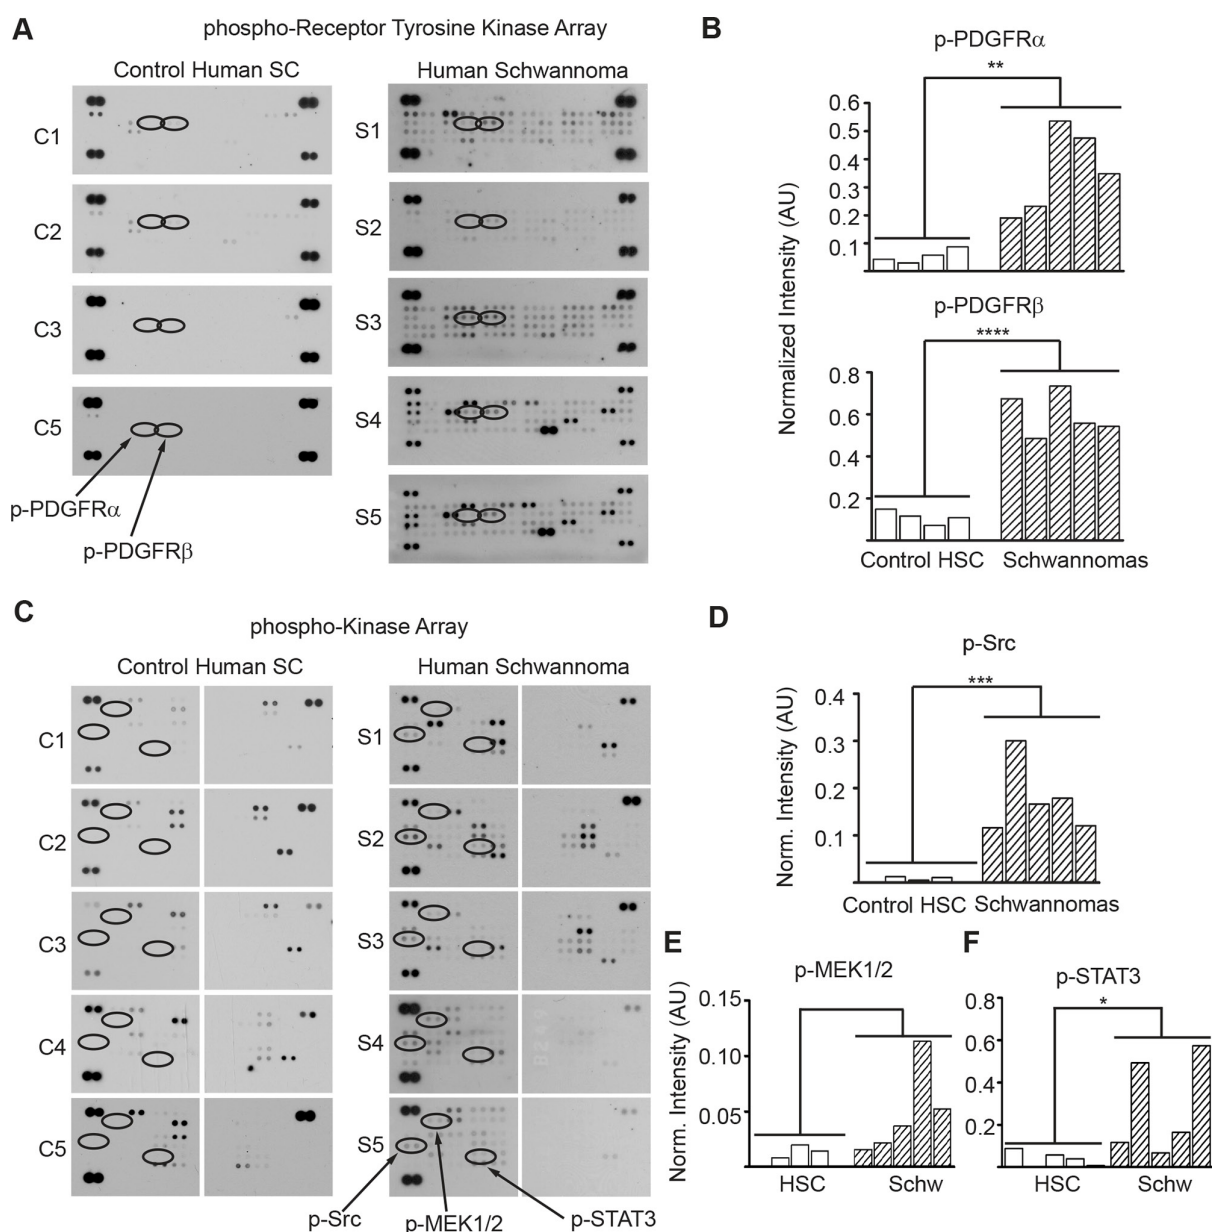 A
phospho-Receptor Tyrosine Kinase Array
Control Human SC
Human Schwannoma
C1
C2
C3
C5
p-PDGFRα
p-PDGFRβ
S1
S2
S3
S4
S5
B
p-PDGFRα
**
0.6
0.5
0.4
0.3
0.2
0.1
Normalized Intensity (AU)
p-PDGFRβ
****
0.8
0.6
0.4
0.2
Control HSC
Schwannomas
C
phospho-Kinase Array
Control Human SC
Human Schwannoma
C1
C2
C3
C4
C5
S1
S2
S3
S4
S5
p-Src
p-MEK1/2
p-STAT3
D
p-Src
***
0.4
0.3
0.2
0.1
Norm. Intensity (AU)
Control HSC
Schwannomas
E
p-MEK1/2
0.15
0.10
0.05
Norm. Intensity (AU)
HSC
Schw
F
p-STAT3
*
0.8
0.6
0.4
0.2
HSC
Schw